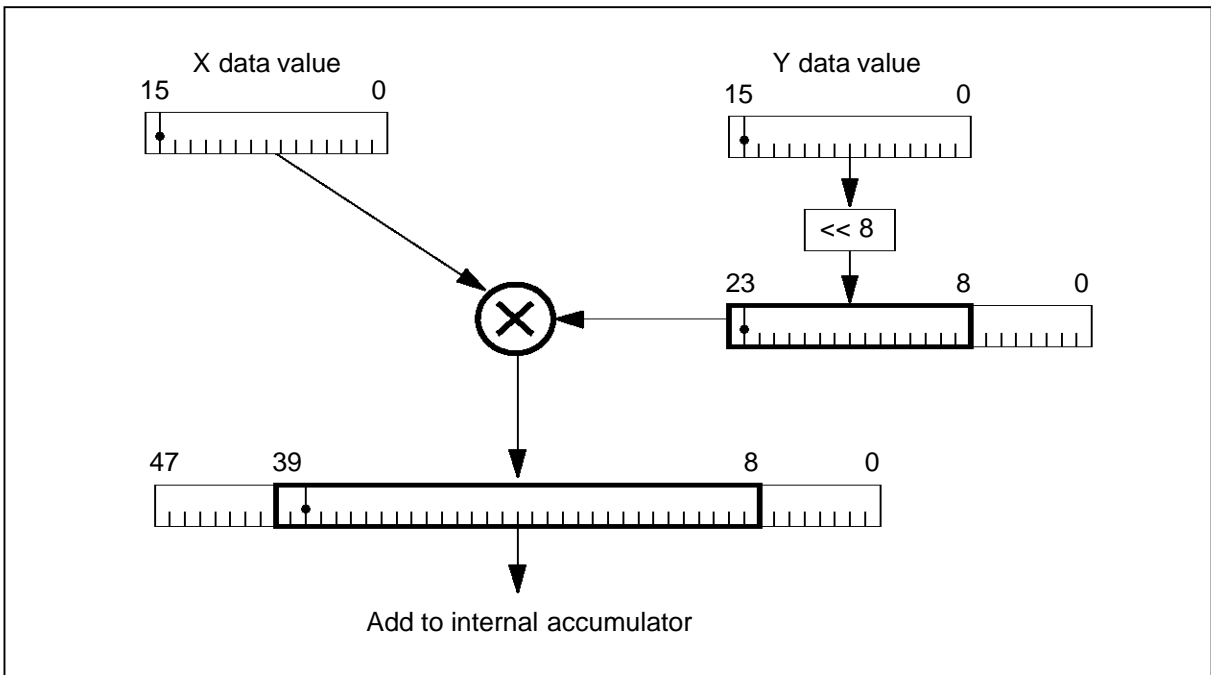 X data value
Y data value
15 0
15 0
<< 8
23 8 0
47 39 8 0
Add to internal accumulator